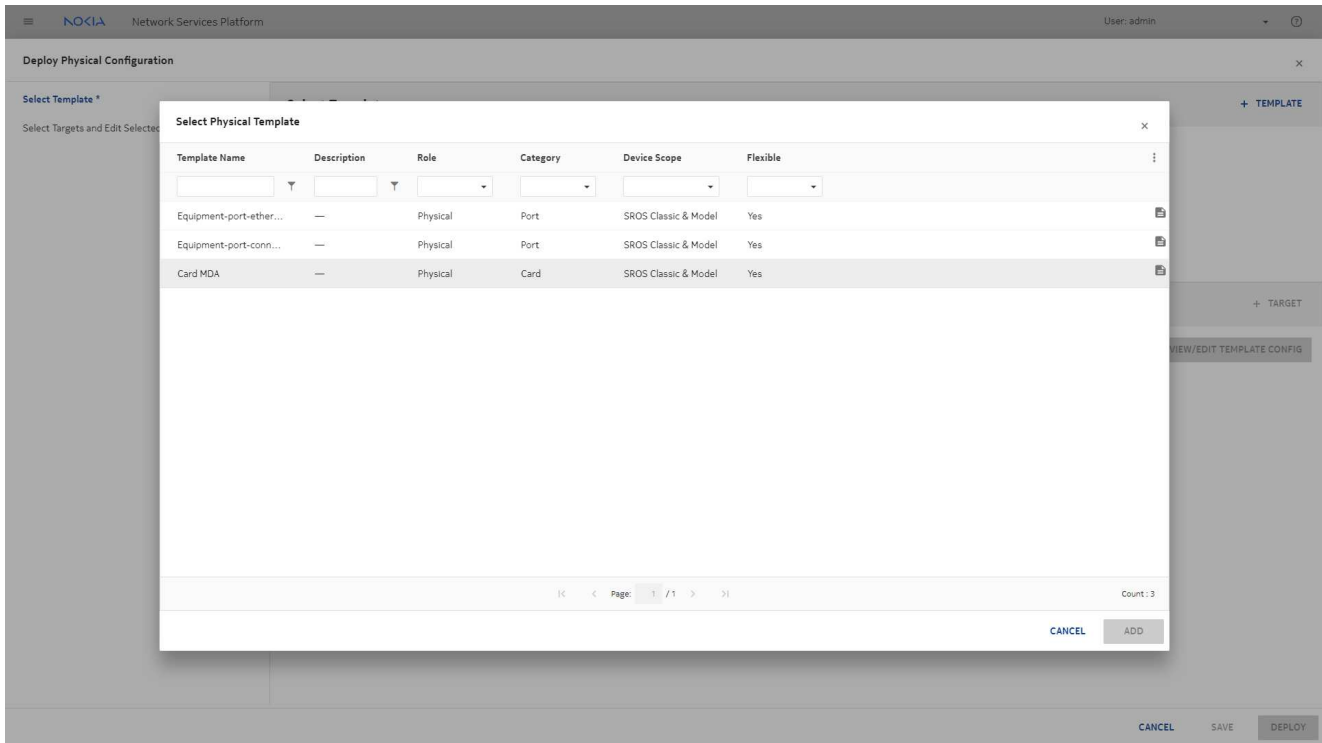 NOKIA Network Services Platform User: admin
Deploy Physical Configuration
Select Template * + TEMPLATE
Select Targets and Edit Selected
Select Physical Template
Template Name Description Role Category Device Scope Flexible
Equipment-port-ether... — Physical Port SROS Classic & Model Yes
Equipment-port-conn... — Physical Port SROS Classic & Model Yes
Card MDA — Physical Card SROS Classic & Model Yes
+ TARGET
VIEW/EDIT TEMPLATE CONFIG
Page: 1 / 1 Count : 3
CANCEL ADD
CANCEL SAVE DEPLOY